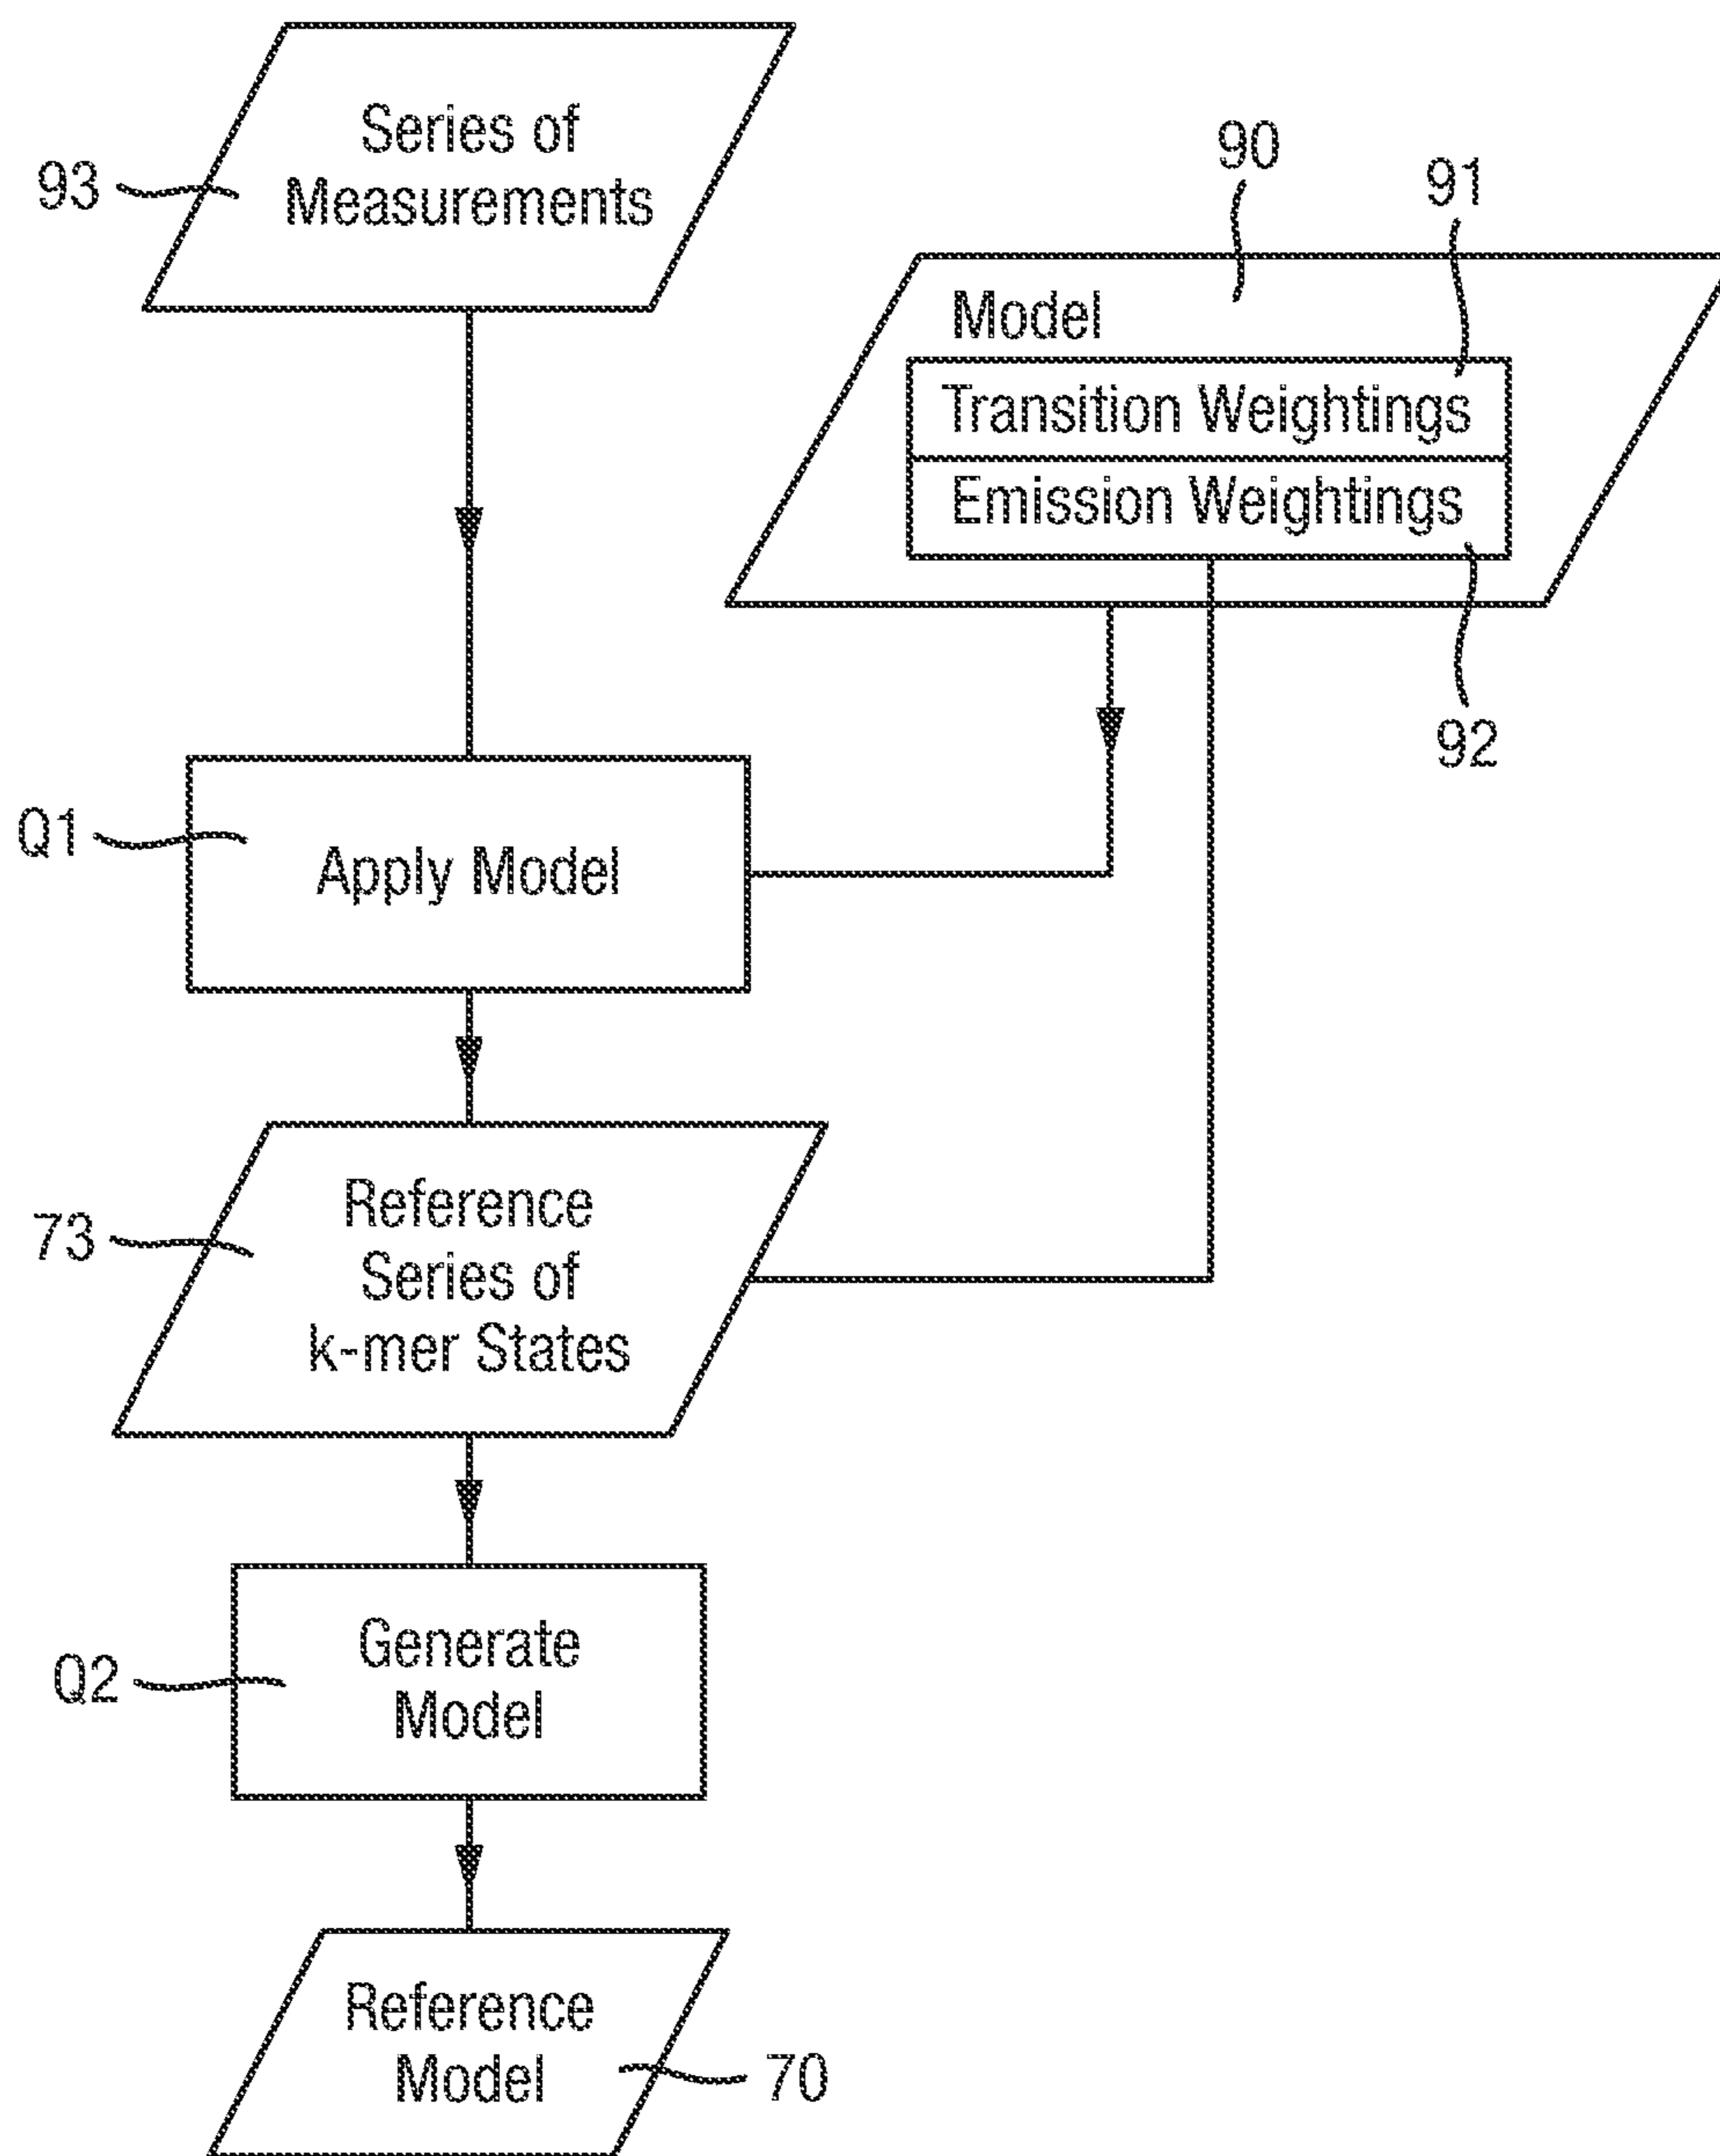 Series of
Measurements
93
90
91
Model
Transition Weightings
Emission Weightings
92
Q1
Apply Model
73
Reference
Series of
k-mer States
Q2
Generate
Model
Reference
Model
70